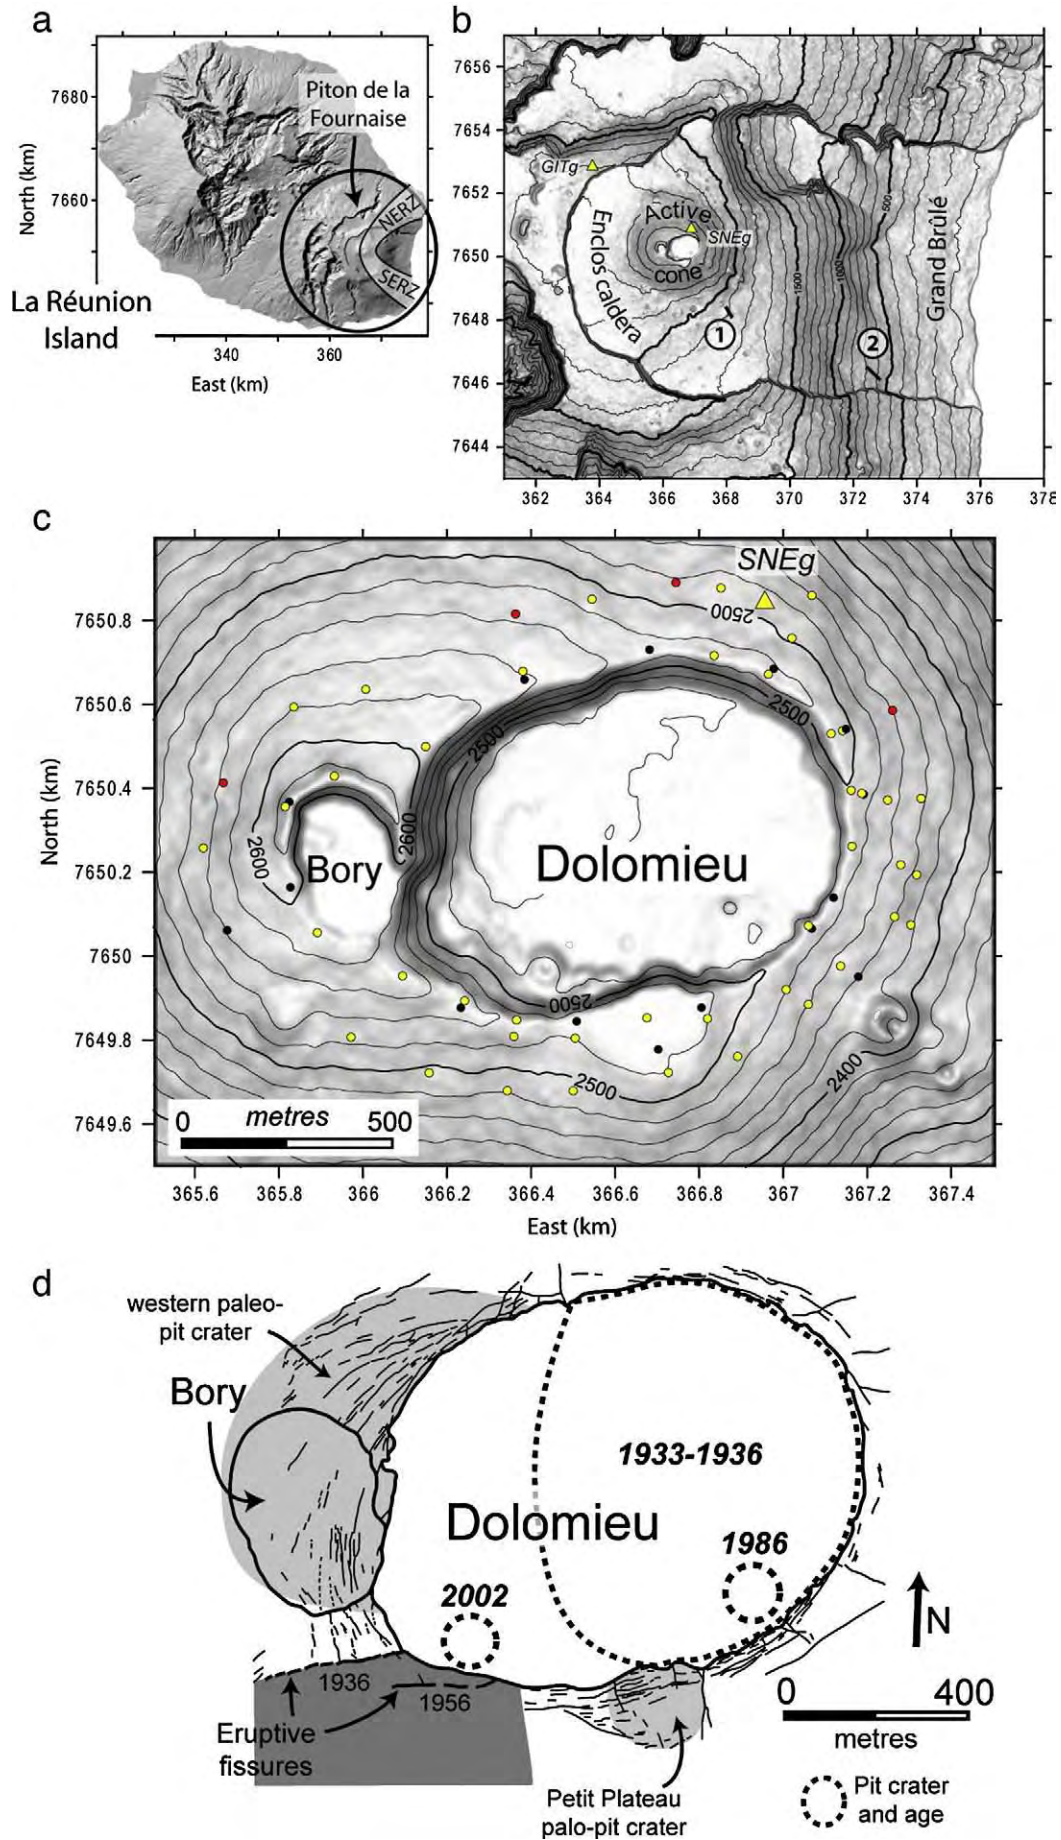 a
7680
7660
North (km)
Piton de la
Fournaise
NERZ
SERZ
La Réunion
Island
340
360
East (km)
b
7656
7654
7652
7650
7648
7646
7644
GITg
Active
SNEg
cone
Enclos caldera
1
2
1500
1000
500
Grand Brûlé
362
364
366
368
370
372
374
376
378
c
SNEg
7650.8
7650.6
7650.4
7650.2
7650
7649.8
7649.6
North (km)
2500
2500
2500
2600
2600
Bory
Dolomieu
2500
2500
2400
0
metres
500
365.6
365.8
366
366.2
366.4
366.6
366.8
367
367.2
367.4
East (km)
d
western paleo-
pit crater
Bory
1933-1936
Dolomieu
1986
2002
N
1936
1956
Eruptive
fissures
0
400
metres
Petit Plateau
palo-pit crater
Pit crater
and age